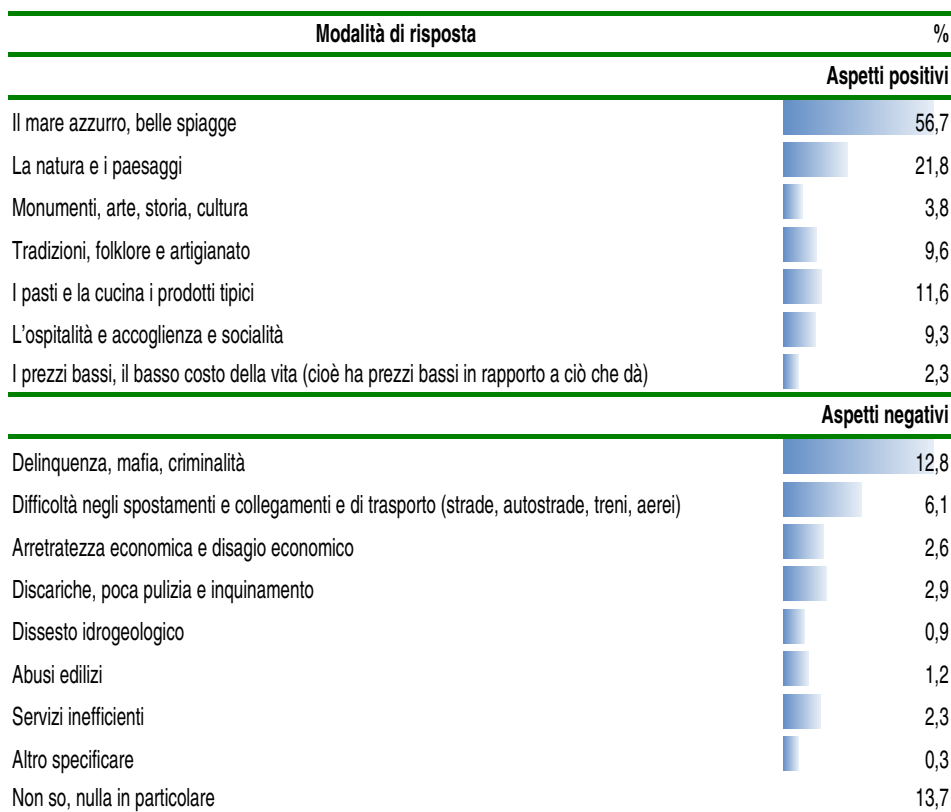 Modalità di risposta %
Aspetti positivi
Il mare azzurro, belle spiagge 56,7
La natura e i paesaggi 21,8
Monumenti, arte, storia, cultura 3,8
Tradizioni, folklore e artigianato 9,6
I pasti e la cucina i prodotti tipici 11,6
L'ospitalità e accoglienza e socialità 9,3
I prezzi bassi, il basso costo della vita (cioè ha prezzi bassi in rapporto a ciò che dà) 2,3
Aspetti negativi
Delinquenza, mafia, criminalità 12,8
Difficoltà negli spostamenti e collegamenti e di trasporto (strade, autostrade, treni, aerei) 6,1
Arretratezza economica e disagio economico 2,6
Discariche, poca pulizia e inquinamento 2,9
Dissesto idrogeologico 0,9
Abusi edilizi 1,2
Servizi inefficienti 2,3
Altro specificare 0,3
Non so, nulla in particolare 13,7